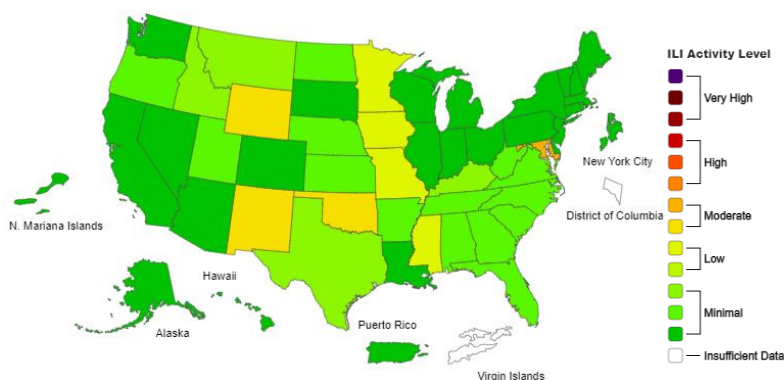 ILI Activity Level
Very High
High
Moderate
Low
Minimal
Insufficient Data
New York City
District of Columbia
N. Mariana Islands
Hawaii
Alaska
Puerto Rico
Virgin Islands